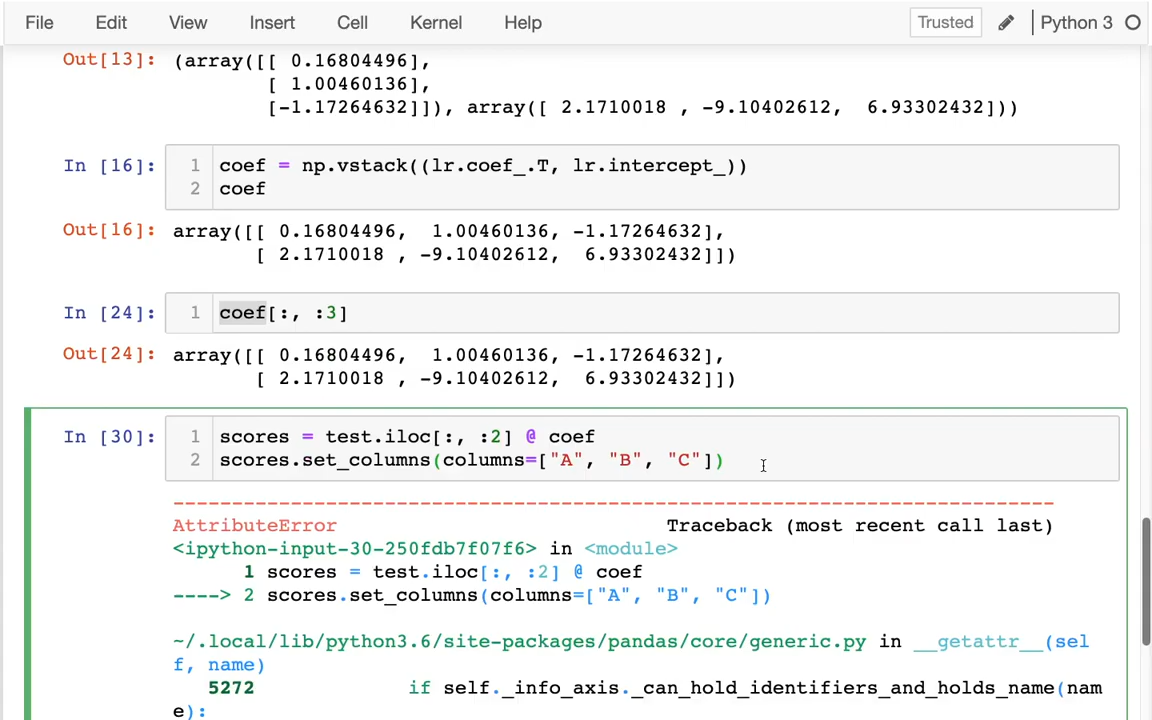 File Edit View Insert Cell Kernel Help Trusted Python 3
Out[13]: (array([[ 0.16804496],
[ 1.00460136],
[-1.17264632]]), array([ 2.1710018 , -9.10402612,  6.93302432]))
In [16]: 1 coef = np.vstack((lr.coef_.T, lr.intercept_))
2 coef
Out[16]: array([[ 0.16804496,  1.00460136, -1.17264632],
[ 2.1710018 , -9.10402612,  6.93302432]])
In [24]: 1 coef[:, :3]
Out[24]: array([[ 0.16804496,  1.00460136, -1.17264632],
[ 2.1710018 , -9.10402612,  6.93302432]])
In [30]: 1 scores = test.iloc[:, :2] @ coef
2 scores.set_columns(columns=["A", "B", "C"])
---------------------------------------------------------------------------
AttributeError Traceback (most recent call last)
<ipython-input-30-250fdb7f07f6> in <module>
1 scores = test.iloc[:, :2] @ coef
----> 2 scores.set_columns(columns=["A", "B", "C"])
~/.local/lib/python3.6/site-packages/pandas/core/generic.py in __getattr__(sel
f, name)
5272 if self._info_axis._can_hold_identifiers_and_holds_name(nam
e):